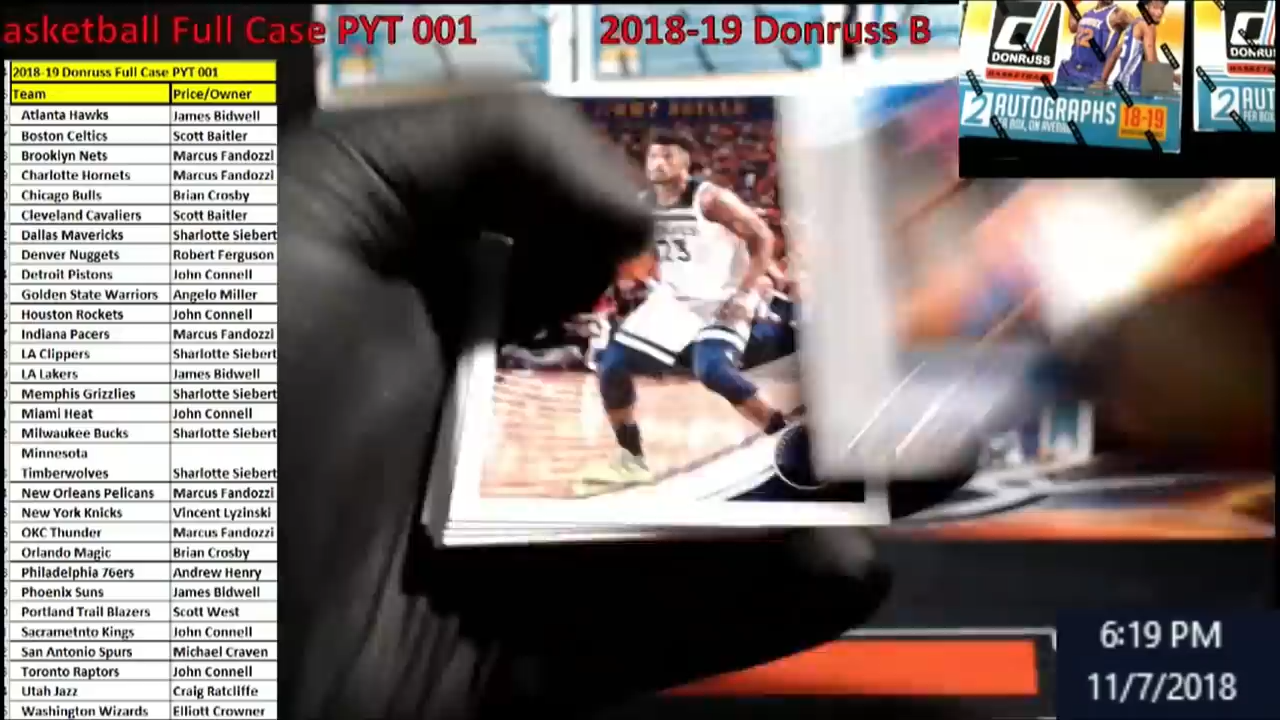 asketball Full Case PYT 001 2018-19 Donruss B
2018-19 Donruss Full Case PYT 001
Team Price/Owner
Atlanta Hawks James Bidwell
Boston Celtics Scott Baitler
Brooklyn Nets Marcus Fandozzi
Charlotte Hornets Marcus Fandozzi
Chicago Bulls Brian Crosby
Cleveland Cavaliers Scott Baitler
Dallas Mavericks Sharlotte Siebert
Denver Nuggets Robert Ferguson
Detroit Pistons John Connell
Golden State Warriors Angelo Miller
Houston Rockets John Connell
Indiana Pacers Marcus Fandozzi
LA Clippers Sharlotte Siebert
LA Lakers James Bidwell
Memphis Grizzlies Sharlotte Siebert
Miami Heat John Connell
Milwaukee Bucks Sharlotte Siebert
Minnesota
Timberwolves Sharlotte Siebert
New Orleans Pelicans Marcus Fandozzi
New York Knicks Vincent Lyzinski
OKC Thunder Marcus Fandozzi
Orlando Magic Brian Crosby
Philadelphia 76ers Andrew Henry
Phoenix Suns James Bidwell
Portland Trail Blazers Scott West
Sacrametnto Kings John Connell
San Antonio Spurs Michael Craven
Toronto Raptors John Connell
Utah Jazz Craig Ratcliffe
Washington Wizards Elliott Crowner
DONRUSS
BASKETBALL
2 AUTOGRAPHS
PER BOX, ON AVERAGE
18-19
DONRUSS
2 AUT
23
6:19 PM
11/7/2018